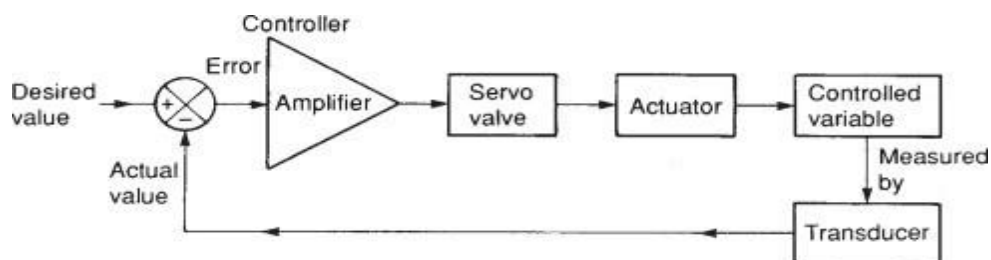 Controller
Desired
value
+
−
Error
Amplifier
Servo
valve
Actuator
Controlled
variable
Actual
value
Measured
by
Transducer